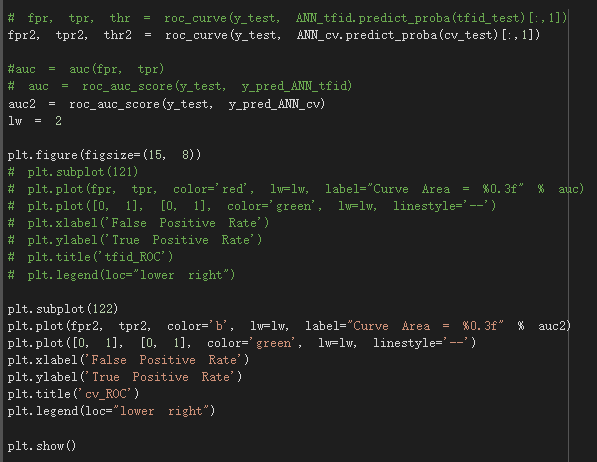 # fpr, tpr, thr = roc_curve(y_test, ANN_tfid.predict_proba(tfid_test)[:,1])
fpr2, tpr2, thr2 = roc_curve(y_test, ANN_cv.predict_proba(cv_test)[:,1])
#auc = auc(fpr, tpr)
# auc = roc_auc_score(y_test, y_pred_ANN_tfid)
auc2 = roc_auc_score(y_test, y_pred_ANN_cv)
lw = 2
plt.figure(figsize=(15, 8))
# plt.subplot(121)
# plt.plot(fpr, tpr, color='red', lw=lw, label="Curve Area = %0.3f" % auc)
# plt.plot([0, 1], [0, 1], color='green', lw=lw, linestyle='--')
# plt.xlabel('False Positive Rate')
# plt.ylabel('True Positive Rate')
# plt.title('tfid_ROC')
# plt.legend(loc="lower right")
plt.subplot(122)
plt.plot(fpr2, tpr2, color='b', lw=lw, label="Curve Area = %0.3f" % auc2)
plt.plot([0, 1], [0, 1], color='green', lw=lw, linestyle='--')
plt.xlabel('False Positive Rate')
plt.ylabel('True Positive Rate')
plt.title('cv_ROC')
plt.legend(loc="lower right")
plt.show()